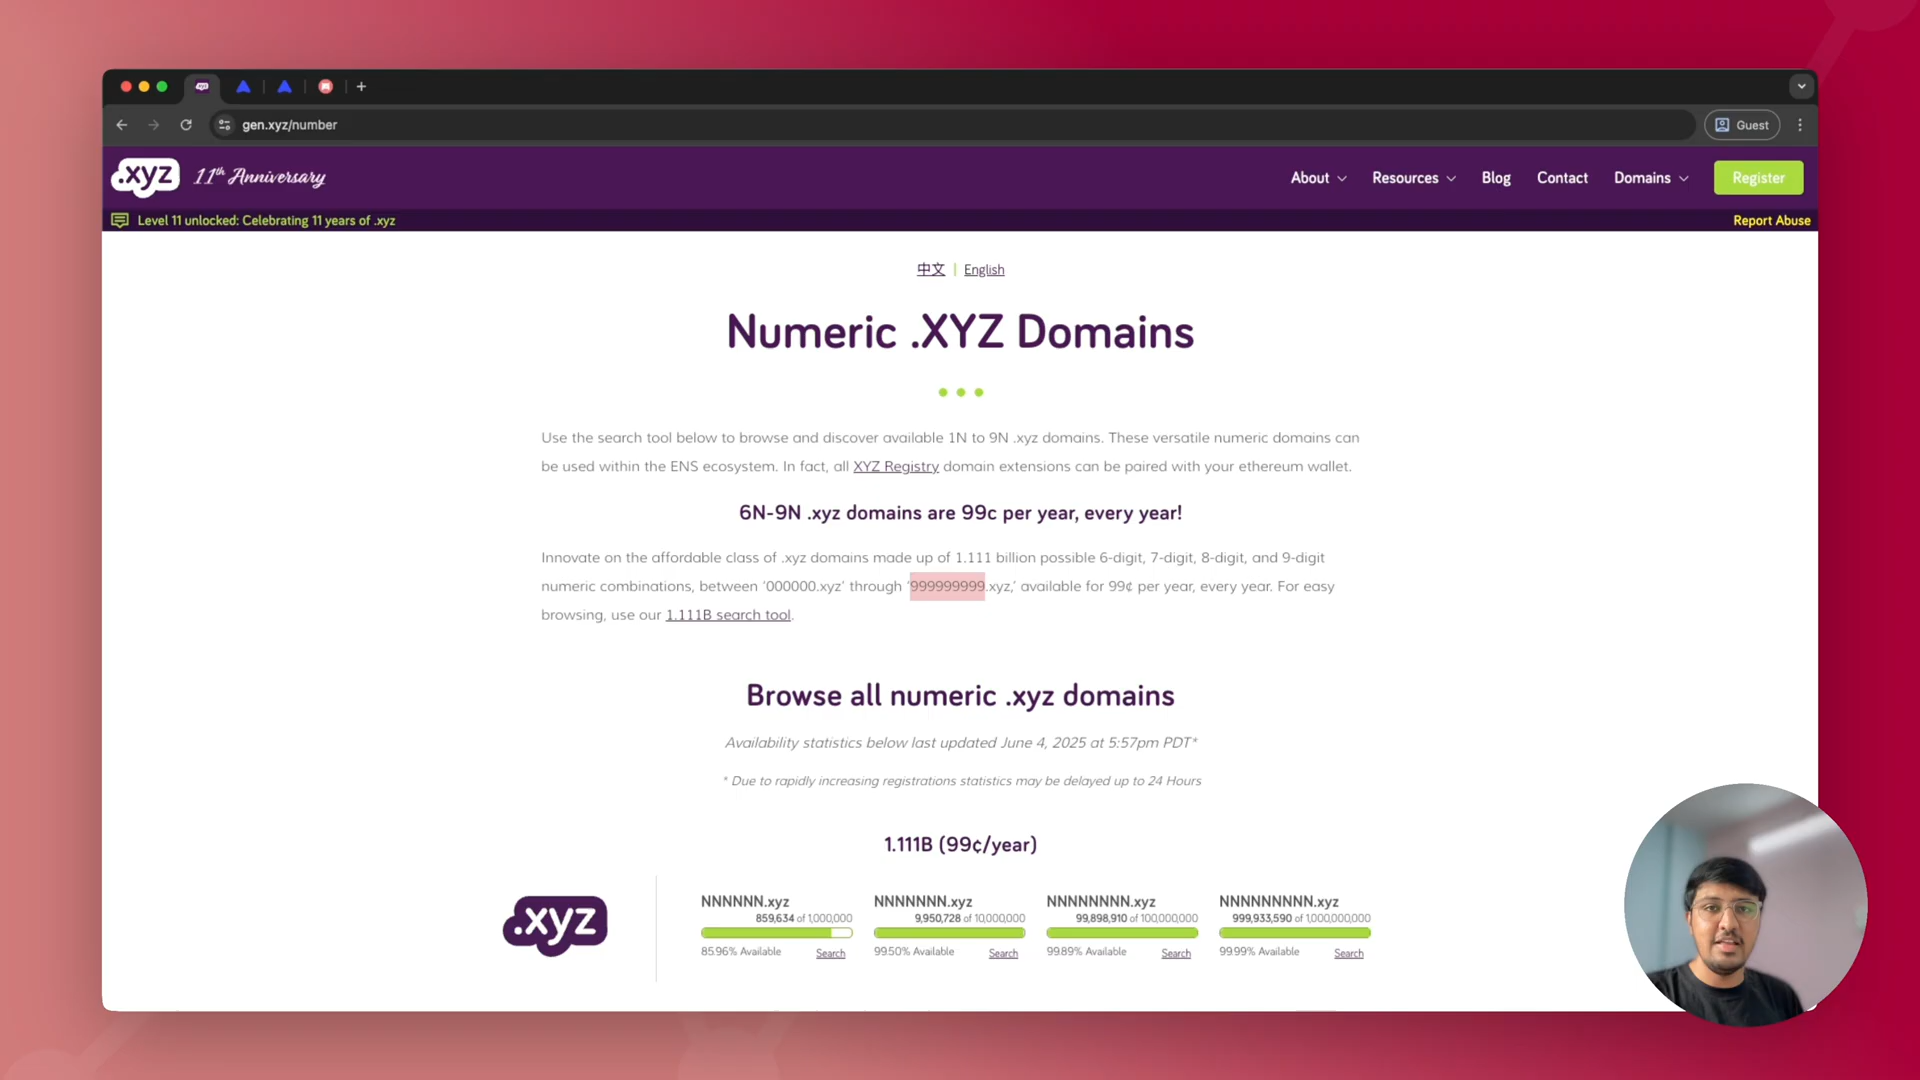 gen.xyz/number
Guest
.xyz 11th Anniversary
About
Resources
Blog
Contact
Domains
Register
Level 11 unlocked: Celebrating 11 years of .xyz
Report Abuse
中文 | English
Numeric .XYZ Domains
Use the search tool below to browse and discover available 1N to 9N .xyz domains. These versatile numeric domains can
be used within the ENS ecosystem. In fact, all XYZ Registry domain extensions can be paired with your ethereum wallet.
6N-9N .xyz domains are 99c per year, every year!
Innovate on the affordable class of .xyz domains made up of 1.111 billion possible 6-digit, 7-digit, 8-digit, and 9-digit
numeric combinations, between ‘000000.xyz’ through ‘999999999.xyz,’ available for 99¢ per year, every year. For easy
browsing, use our 1.111B search tool.
Browse all numeric .xyz domains
Availability statistics below last updated June 4, 2025 at 5:57pm PDT*
* Due to rapidly increasing registrations statistics may be delayed up to 24 Hours
1.111B (99¢/year)
.xyz
NNNNNN.xyz
859,634 of 1,000,000
85.96% Available
Search
NNNNNNN.xyz
9,950,728 of 10,000,000
99.50% Available
Search
NNNNNNNN.xyz
99,898,910 of 100,000,000
99.89% Available
Search
NNNNNNNNN.xyz
999,933,590 of 1,000,000,000
99.99% Available
Search